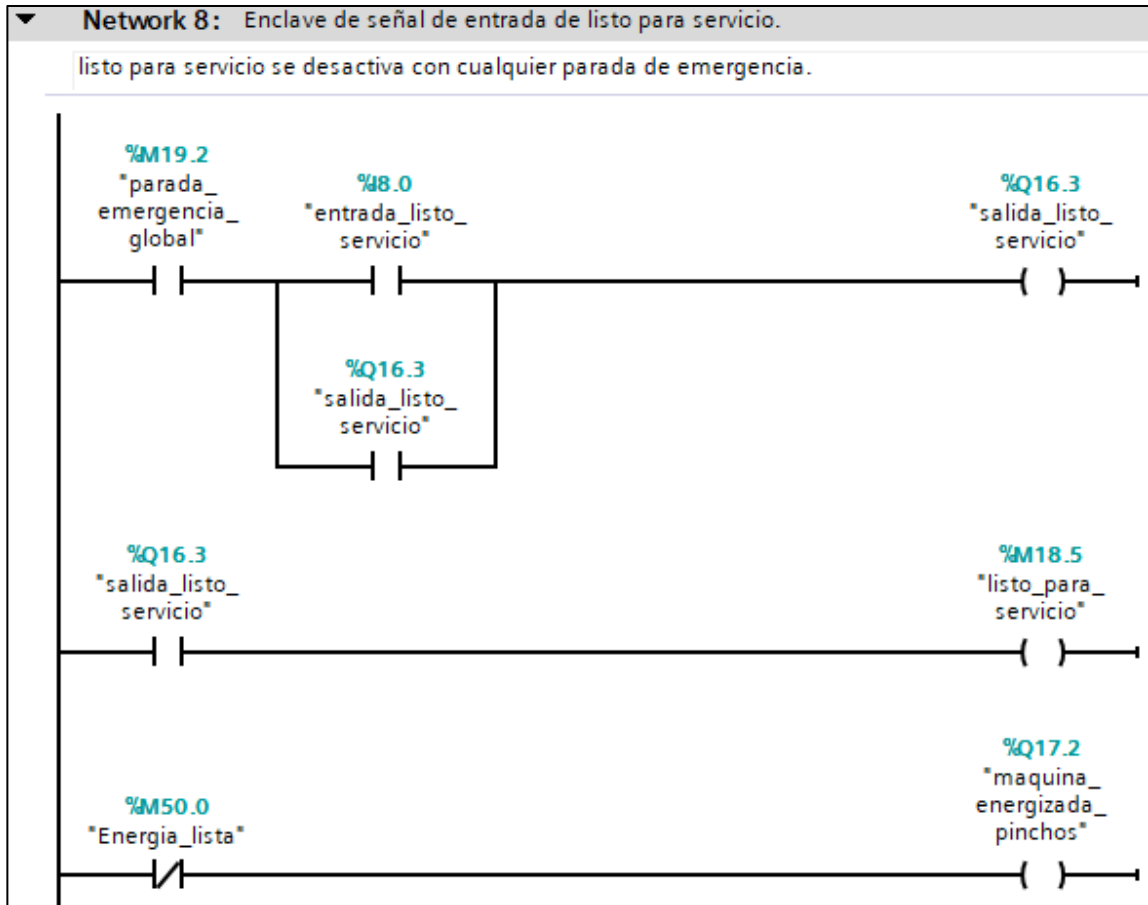 Network 8: Enclave de señal de entrada de listo para servicio.
listo para servicio se desactiva con cualquier parada de emergencia.
%M19.2
"parada_
emergencia_
global"
%I8.0
"entrada_listo_
servicio"
%Q16.3
"salida_listo_
servicio"
%Q16.3
"salida_listo_
servicio"
%Q16.3
"salida_listo_
servicio"
%M18.5
"listo_para_
servicio"
%M50.0
"Energia_lista"
%Q17.2
"maquina_
energizada_
pinchos"